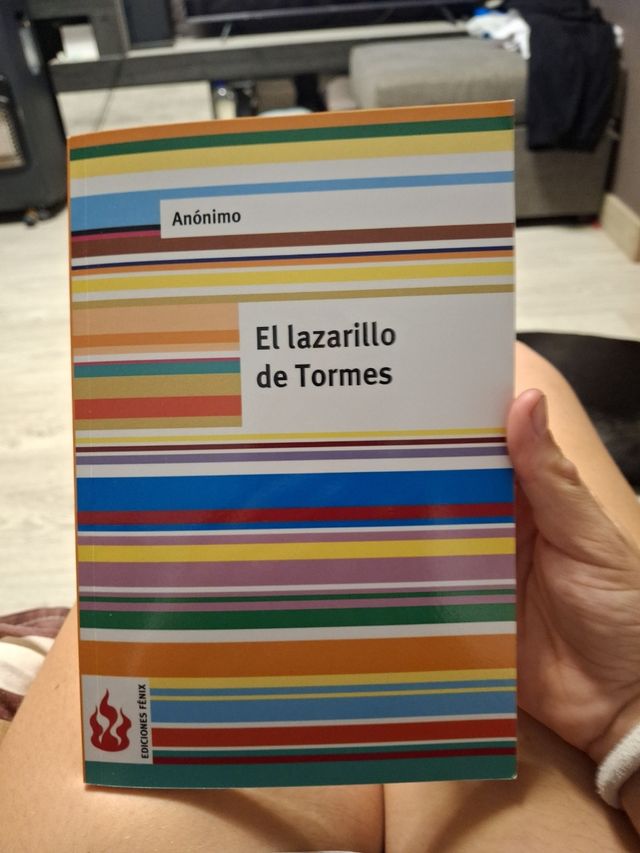 Anónimo
El lazarillo
de Tormes
EDICIONES FÉNIX